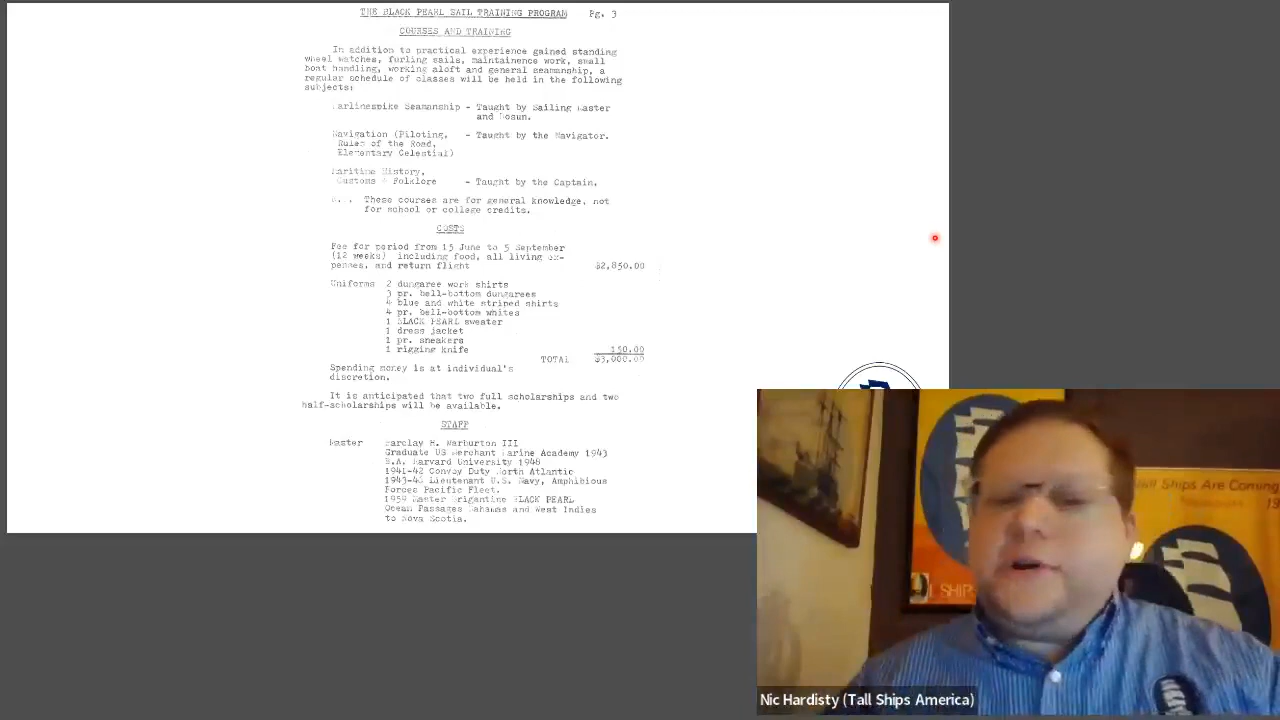 THE BLACK PEARL SAIL TRAINING PROGRAM Pg. 3
COURSES AND TRAINING
In addition to practical experience gained standing
wheel watches, furling sails, maintainence work, small
boat handling, working aloft and general seamanship, a
regular schedule of classes will be held in the following
subjects:
Marlinespike Seamanship - Taught by Sailing Master
and Bosun.
Navigation (Piloting, - Taught by the Navigator.
Rules of the Road,
Elementary Celestial)
Maritime History,
Customs & Folklore - Taught by the Captain.
These courses are for general knowledge, not
for school or college credits.
COSTS
Fee for period from 15 June to 5 September
(12 weeks) including food, all living ex-
penses, and return flight $2,850.00
Uniforms 2 dungaree work shirts
3 pr. bell-bottom dungarees
4 blue and white striped shirts
4 pr. bell-bottom whites
1 BLACK PEARL sweater
1 dress jacket
1 pr. sneakers
1 rigging knife 150.00
TOTAL $3,000.00
Spending money is at individual's
discretion.
It is anticipated that two full scholarships and two
half-scholarships will be available.
STAFF
Master Barclay H. Warburton III
Graduate US Merchant Marine Academy 1943
B.A. Harvard University 1948
1941-42 Convoy Duty North Atlantic
1943-46 Lieutenant U.S. Navy, Amphibious
Forces Pacific Fleet.
1959 Master Brigantine BLACK PEARL
Ocean Passages Bahamas and West Indies
to Nova Scotia.
Tall Ships Are Coming
L SHIP
Nic Hardisty (Tall Ships America)